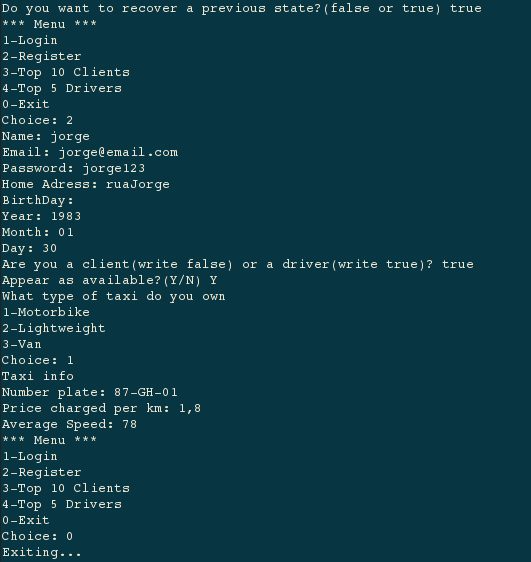 Do you want to recover a previous state?(false or true) true
*** Menu ***
1-Login
2-Register
3-Top 10 Clients
4-Top 5 Drivers
0-Exit
Choice: 2
Name: jorge
Email: jorge@email.com
Password: jorge123
Home Adress: ruaJorge
BirthDay:
Year: 1983
Month: 01
Day: 30
Are you a client(write false) or a driver(write true)? true
Appear as available?(Y/N) Y
What type of taxi do you own
1-Motorbike
2-Lightweight
3-Van
Choice: 1
Taxi info
Number plate: 87-GH-01
Price charged per km: 1,8
Average Speed: 78
*** Menu ***
1-Login
2-Register
3-Top 10 Clients
4-Top 5 Drivers
0-Exit
Choice: 0
Exiting...